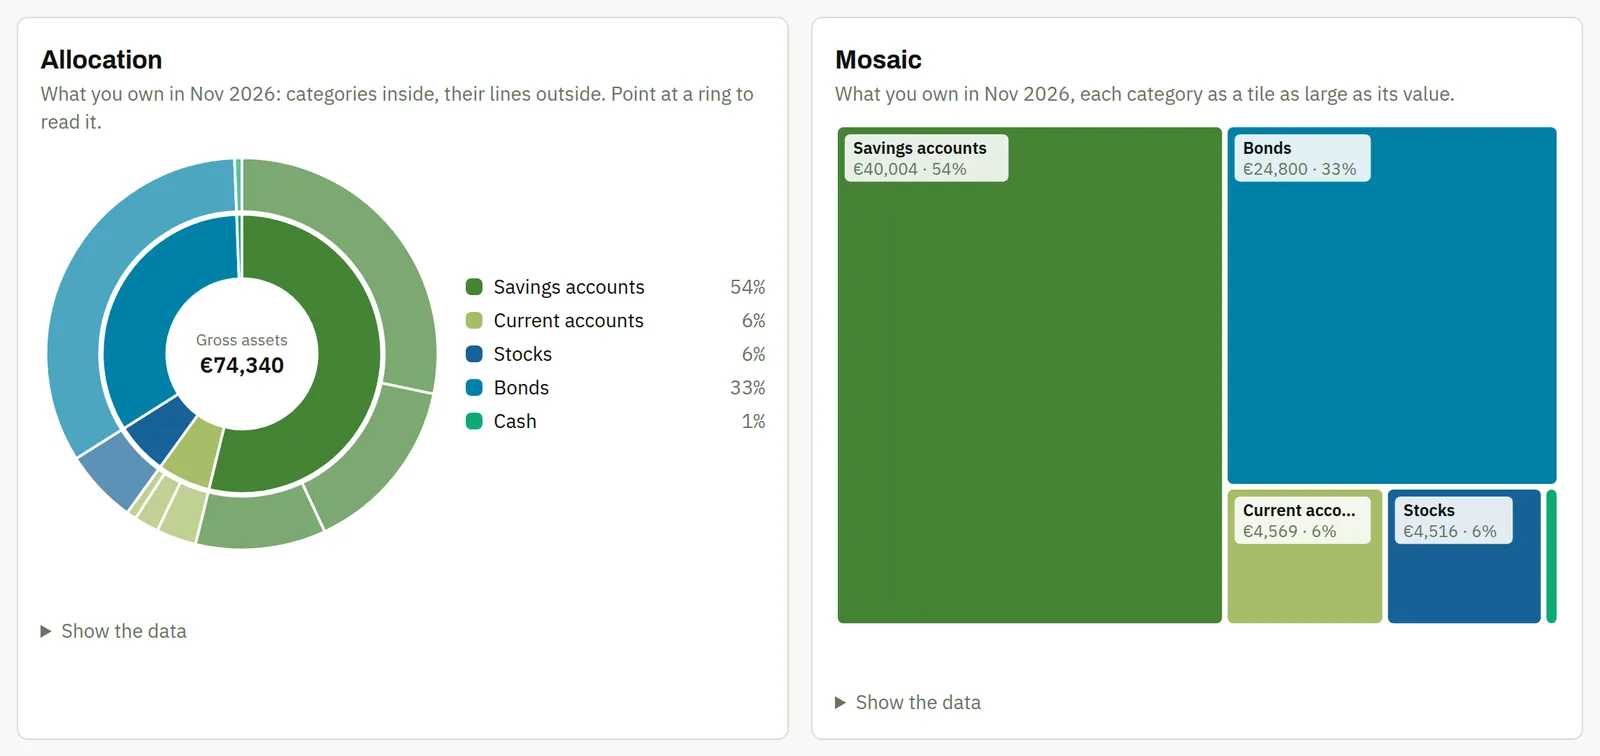 Allocation
What you own in Nov 2026: categories inside, their lines outside. Point at a ring to
read it.
Gross assets
€74,340
Savings accounts 54%
Current accounts 6%
Stocks 6%
Bonds 33%
Cash 1%
Show the data
Mosaic
What you own in Nov 2026, each category as a tile as large as its value.
Savings accounts
€40,004 · 54%
Bonds
€24,800 · 33%
Current acco...
€4,569 · 6%
Stocks
€4,516 · 6%
Show the data